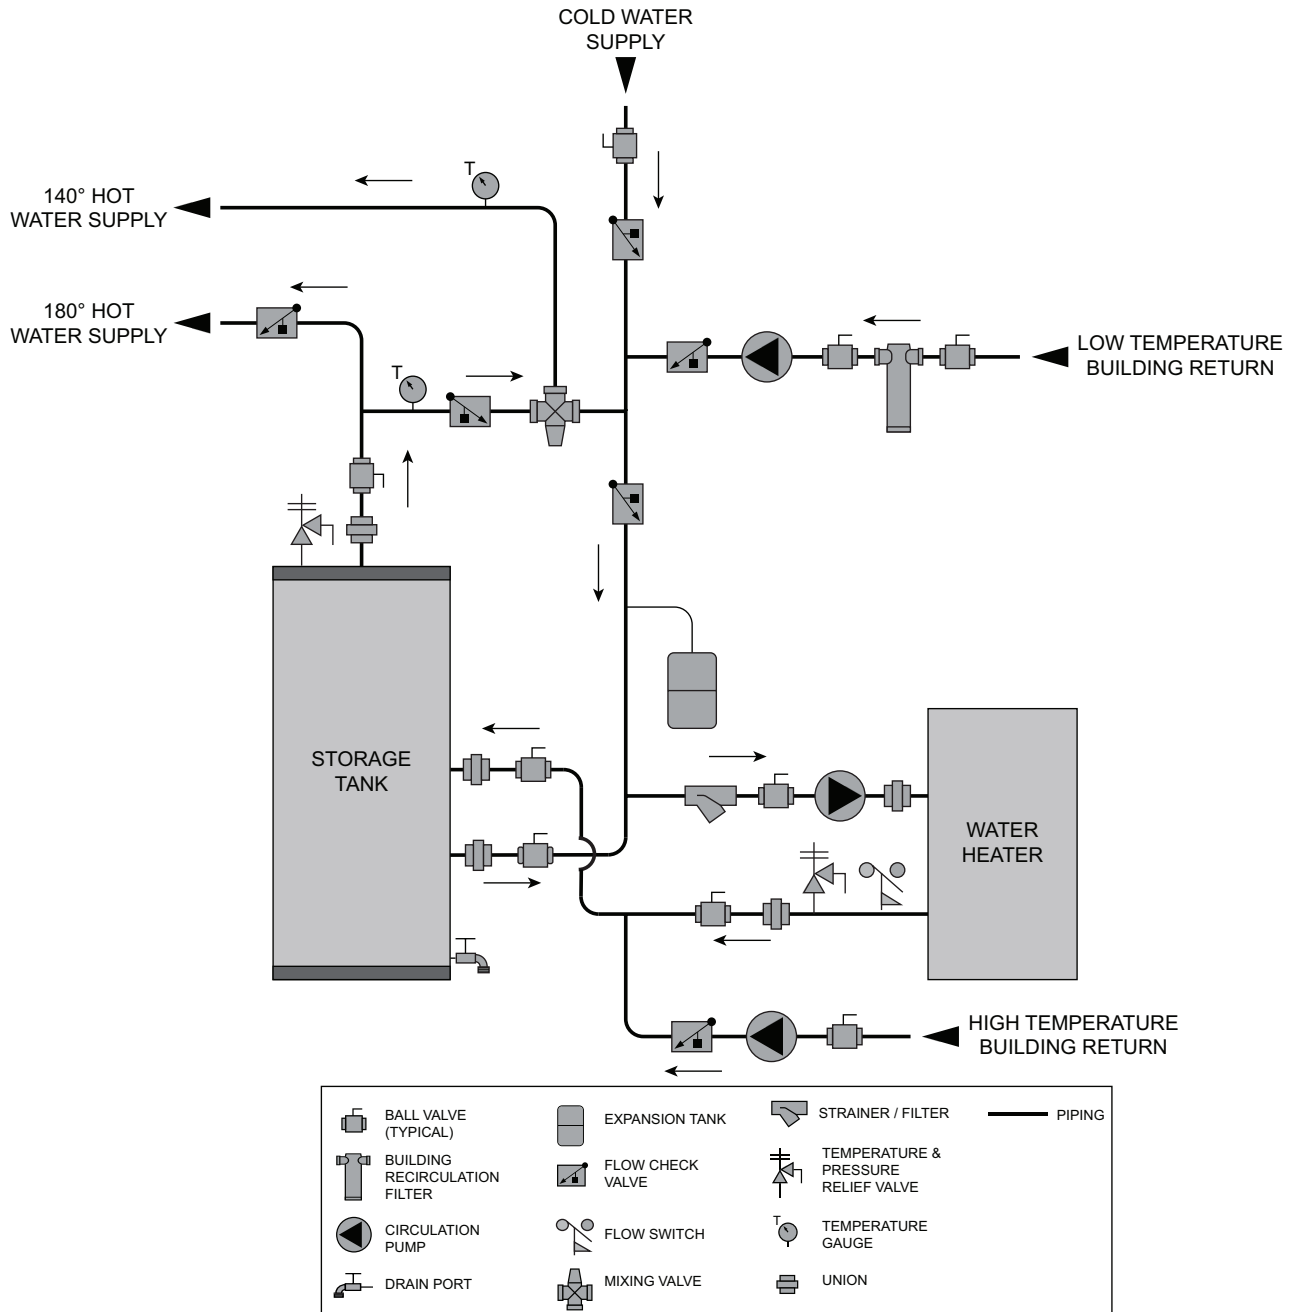 COLD WATER
SUPPLY
T
140° HOT
WATER SUPPLY
180° HOT
WATER SUPPLY
LOW TEMPERATURE
BUILDING RETURN
T
STORAGE
TANK
WATER
HEATER
HIGH TEMPERATURE
BUILDING RETURN
BALL VALVE
(TYPICAL)
BUILDING
RECIRCULATION
FILTER
CIRCULATION
PUMP
DRAIN PORT
EXPANSION TANK
FLOW CHECK
VALVE
FLOW SWITCH
MIXING VALVE
STRAINER / FILTER
TEMPERATURE &
PRESSURE
RELIEF VALVE
T
TEMPERATURE
GAUGE
UNION
PIPING